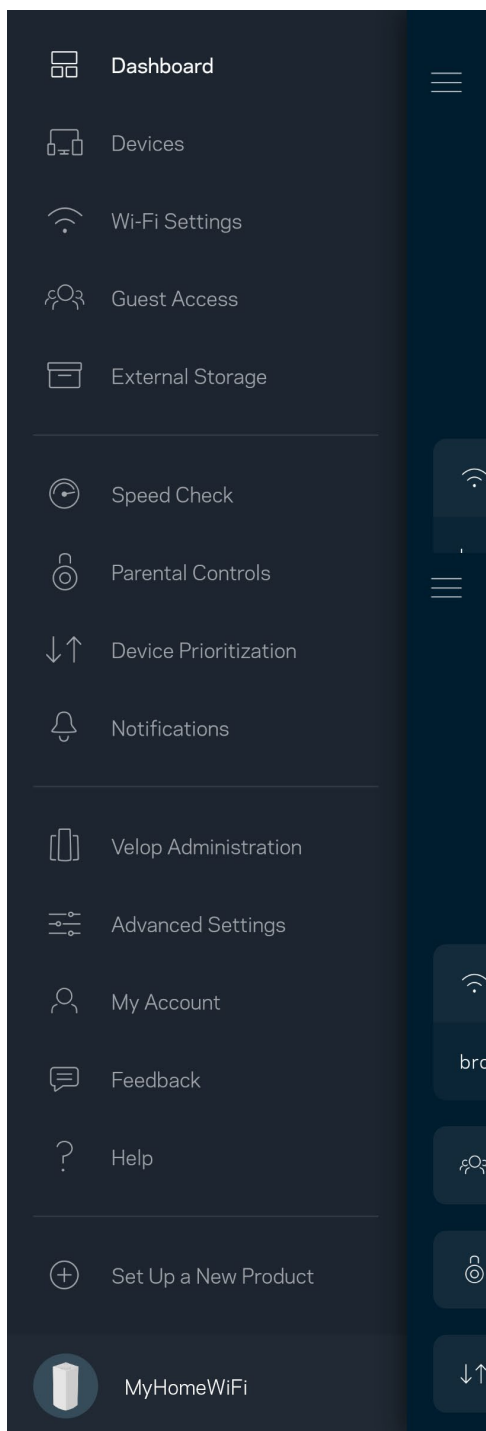 Dashboard
Devices
Wi-Fi Settings
Guest Access
External Storage
Speed Check
Parental Controls
Device Prioritization
Notifications
Velop Administration
Advanced Settings
My Account
bro
Feedback
Help
Set Up a New Product
MyHomeWiFi